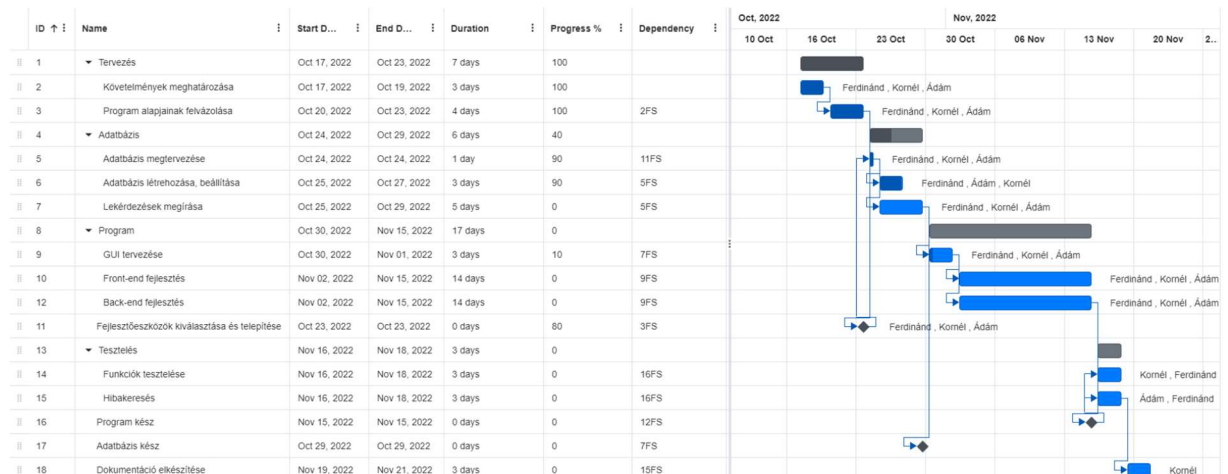 Oct, 2022 Nov, 2022
ID Name Start D... End D... Duration Progress % Dependency 10 Oct 16 Oct 23 Oct 30 Oct 06 Nov 13 Nov 20 Nov 2...
1 Tervezés Oct 17, 2022 Oct 23, 2022 7 days 100
2 Követelmények meghatározása Oct 17, 2022 Oct 19, 2022 3 days 100 Ferdinánd , Kornél , Ádám
3 Program alapjainak felvázolása Oct 20, 2022 Oct 23, 2022 4 days 100 2FS Ferdinánd , Kornél , Ádám
4 Adatbázis Oct 24, 2022 Oct 29, 2022 6 days 40
5 Adatbázis megtervezése Oct 24, 2022 Oct 24, 2022 1 day 90 11FS Ferdinánd , Kornél , Ádám
6 Adatbázis létrehozása, beállítása Oct 25, 2022 Oct 27, 2022 3 days 90 5FS Ferdinánd , Ádám , Kornél
7 Lekérdezések megírása Oct 25, 2022 Oct 29, 2022 5 days 0 5FS Ferdinánd , Kornél , Ádám
8 Program Oct 30, 2022 Nov 15, 2022 17 days 0
9 GUI tervezése Oct 30, 2022 Nov 01, 2022 3 days 10 7FS Ferdinánd , Kornél , Ádám
10 Front-end fejlesztés Nov 02, 2022 Nov 15, 2022 14 days 0 9FS Ferdinánd , Kornél , Ádám
12 Back-end fejlesztés Nov 02, 2022 Nov 15, 2022 14 days 0 9FS Ferdinánd , Kornél , Ádám
11 Fejlesztőeszközök kiválasztása és telepítése Oct 23, 2022 Oct 23, 2022 0 days 80 3FS Ferdinánd , Kornél , Ádám
13 Tesztelés Nov 16, 2022 Nov 18, 2022 3 days 0
14 Funkciók tesztelése Nov 16, 2022 Nov 18, 2022 3 days 0 16FS Kornél , Ferdinánd
15 Hibakeresés Nov 16, 2022 Nov 18, 2022 3 days 0 16FS Ádám , Ferdinánd
16 Program kész Nov 15, 2022 Nov 15, 2022 0 days 0 12FS
17 Adatbázis kész Oct 29, 2022 Oct 29, 2022 0 days 0 7FS
18 Dokumentáció elkészítése Nov 19, 2022 Nov 21, 2022 3 days 0 15FS Kornél